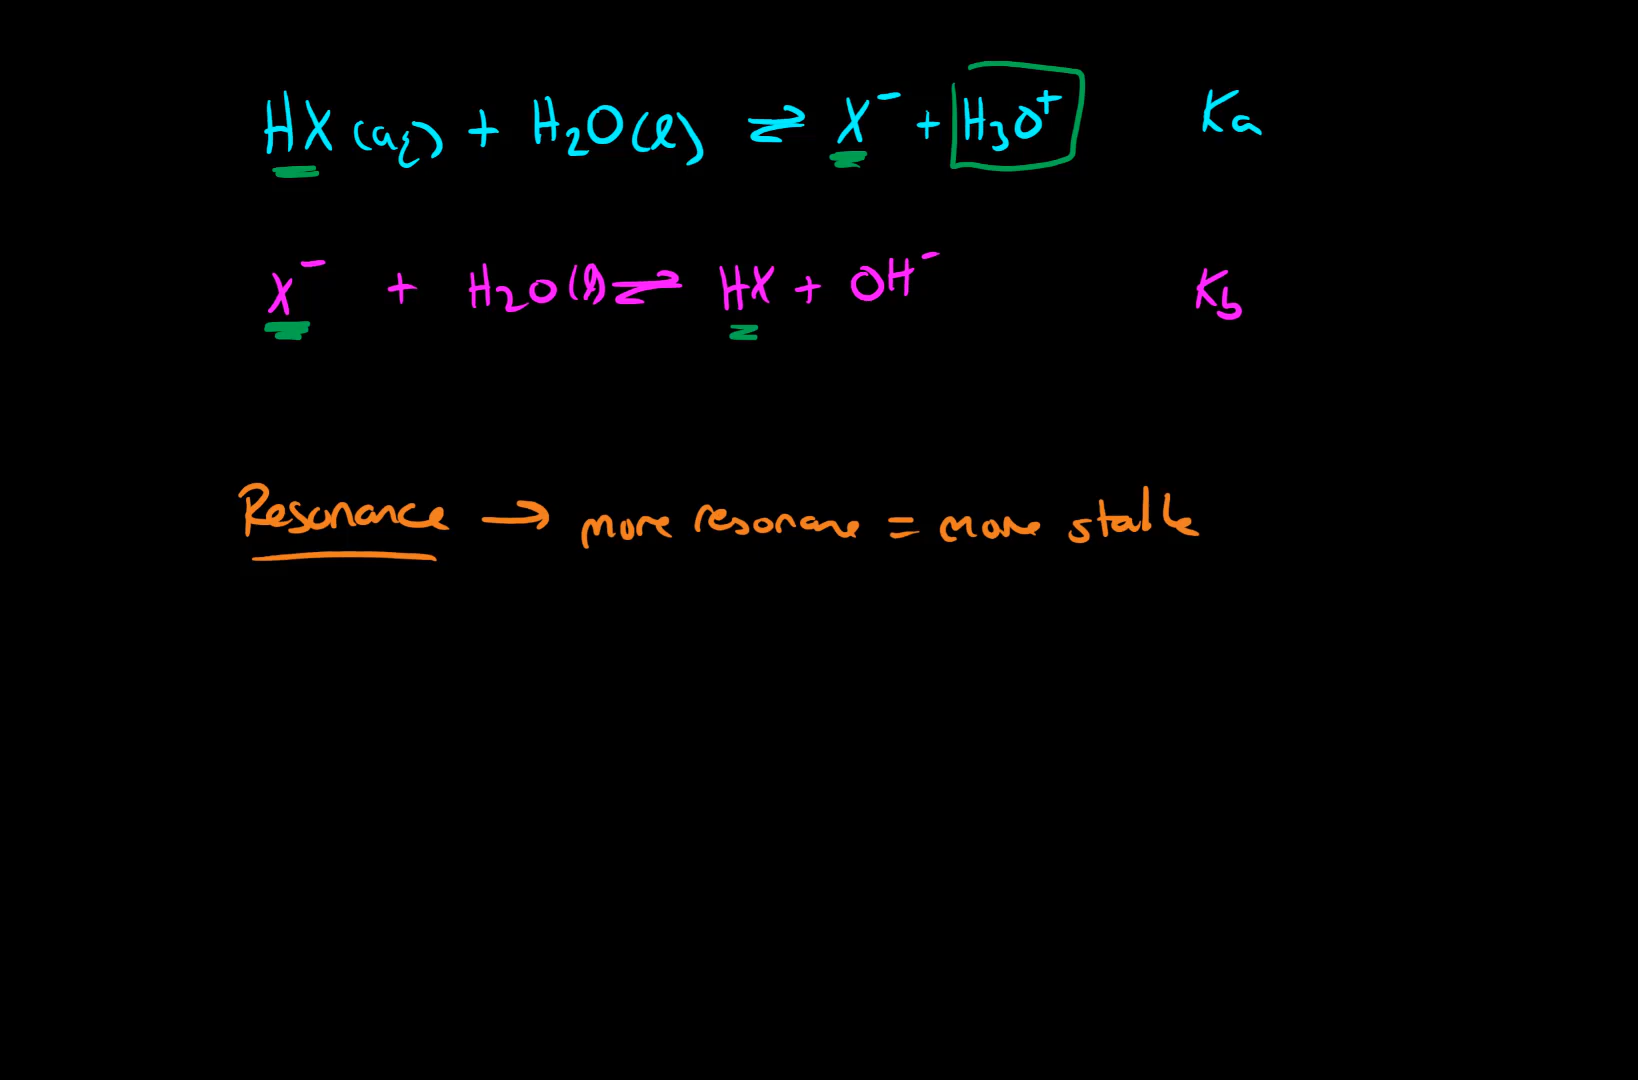 HX (aq) + H₂O(l) ⇌ X⁻ + H₃O⁺ Ka
X⁻ + H₂O(l) ⇌ HX + OH⁻ Kb
Resonance → more resonance = more stable